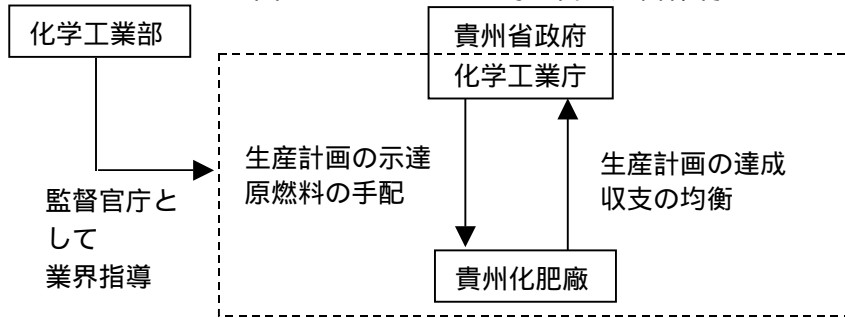 化学工業部
貴州省政府
化学工業庁
生産計画の示達
原燃料の手配
生産計画の達成
収支の均衡
監督官庁と
して
業界指導
貴州化肥廠